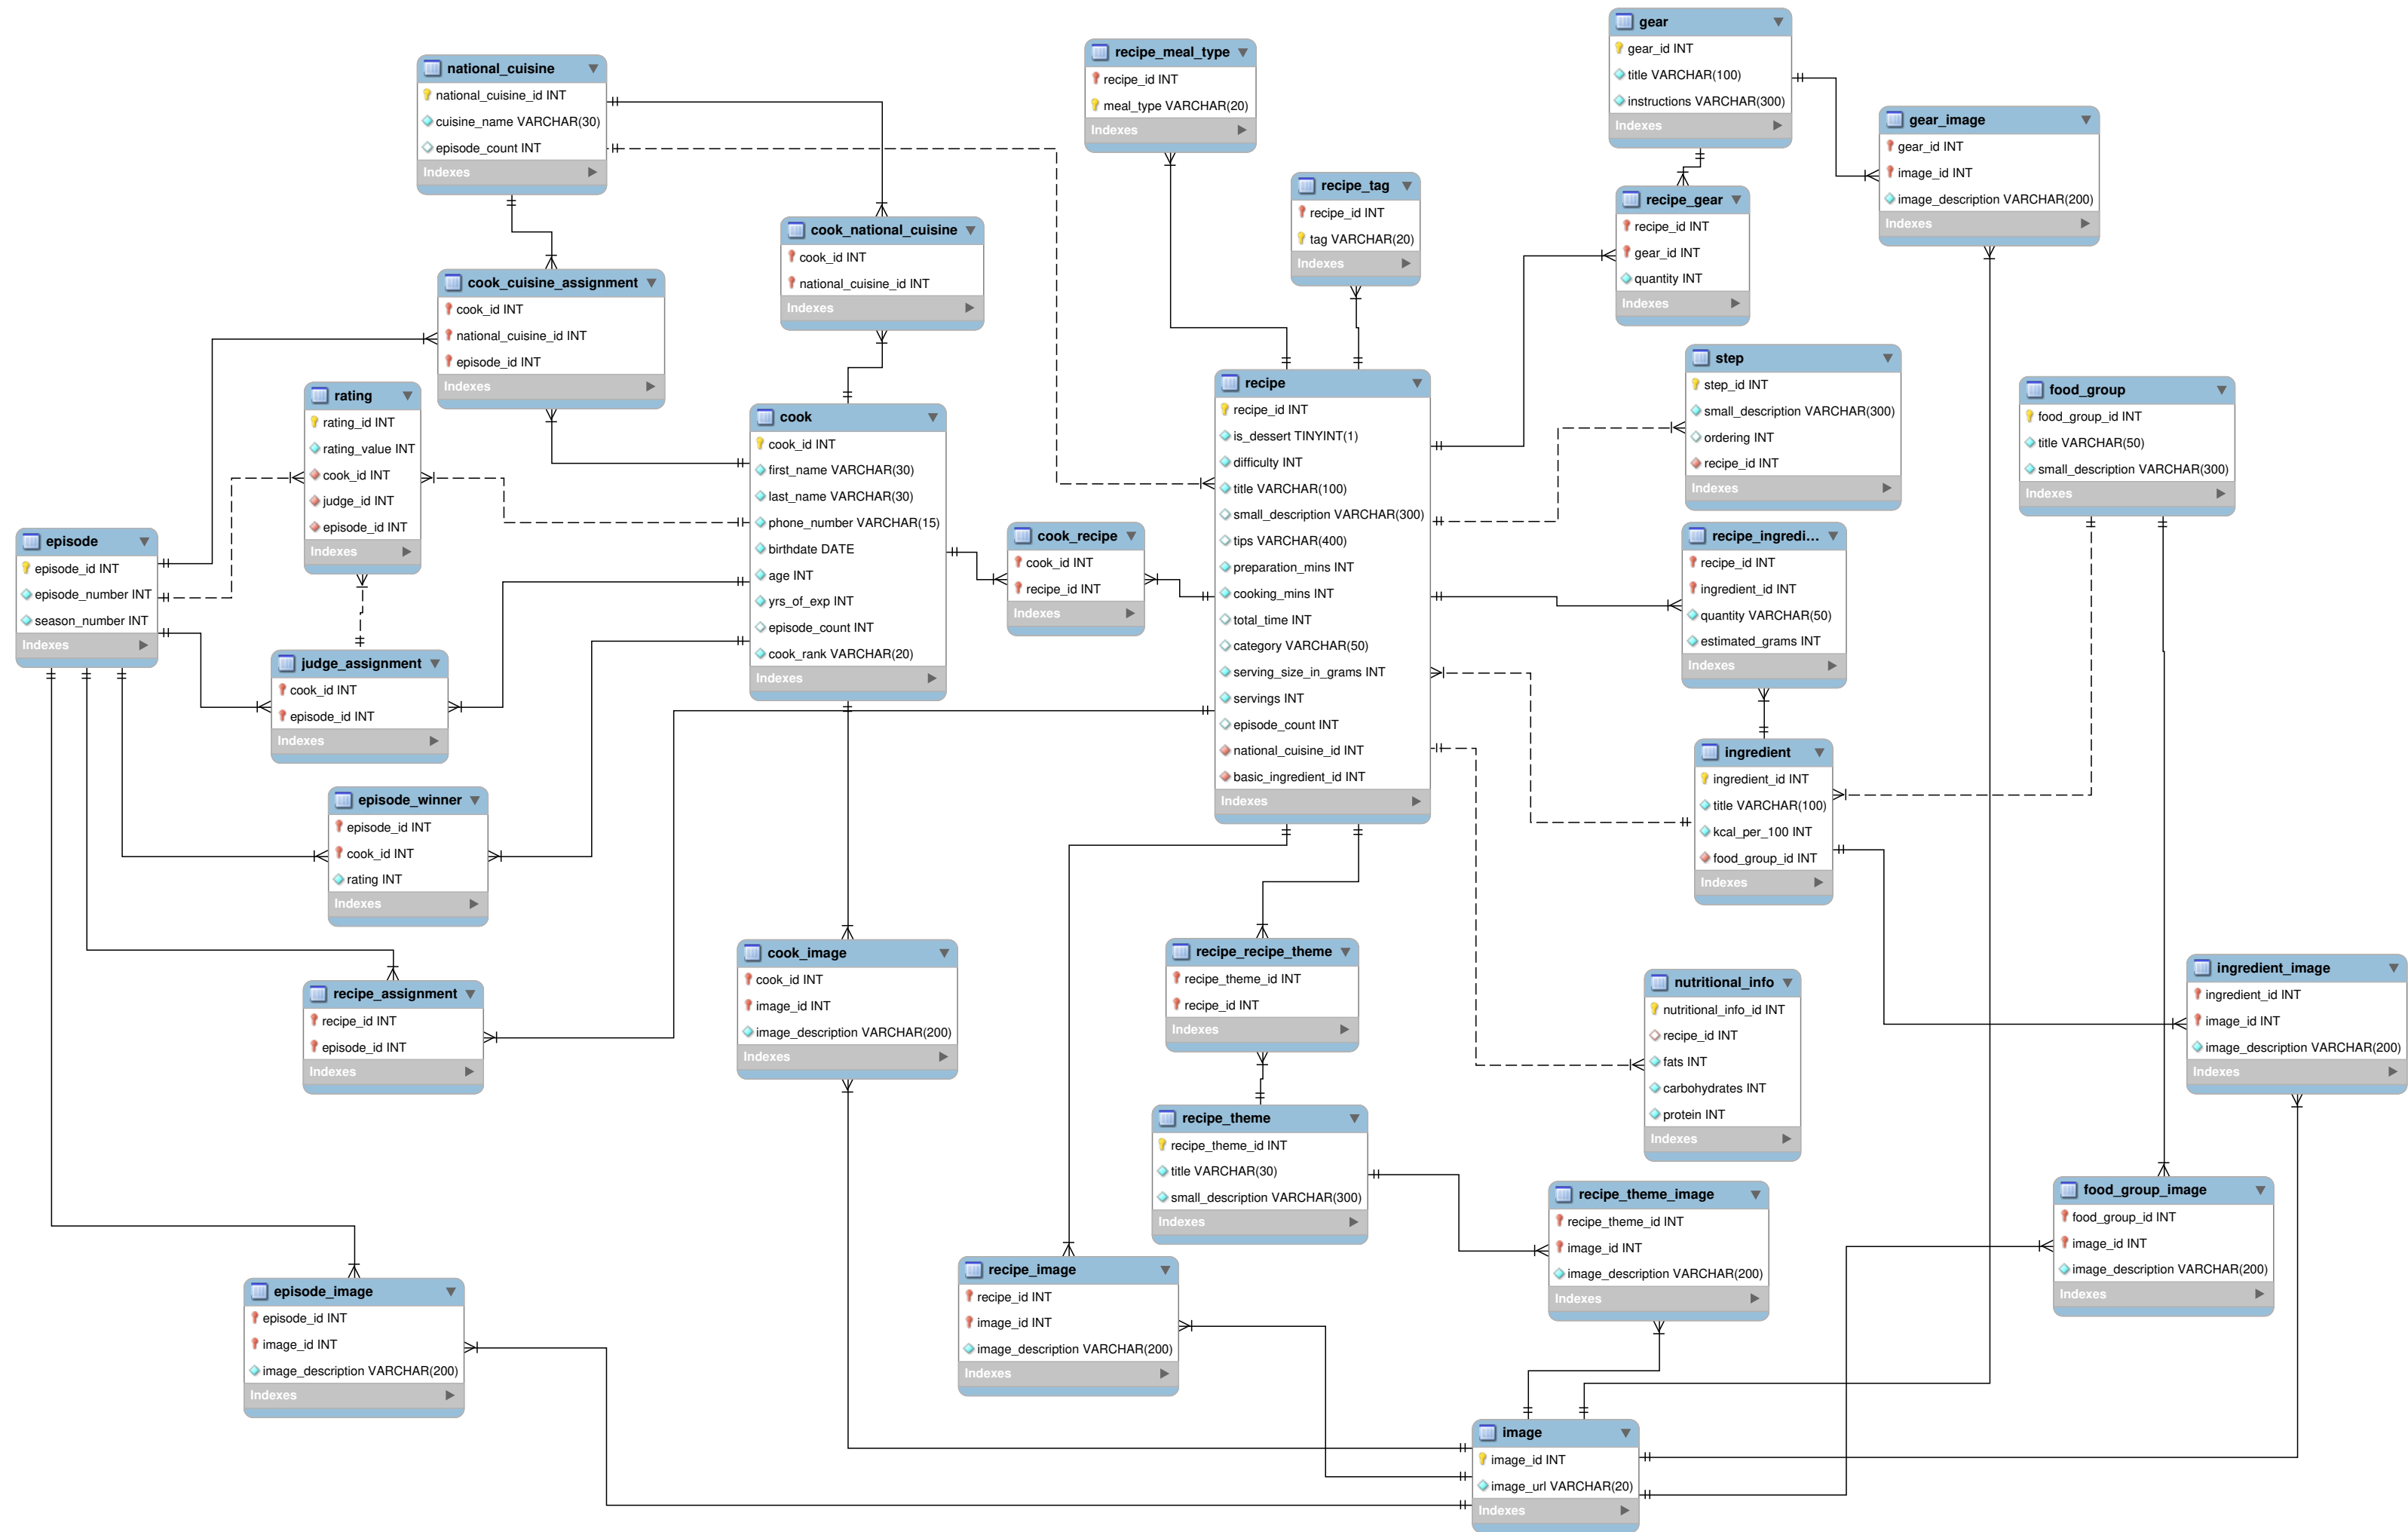 national_cuisine
national_cuisine_id INT
cuisine_name VARCHAR(30)
episode_count INT
Indexes
recipe_meal_type
recipe_id INT
meal_type VARCHAR(20)
Indexes
gear
gear_id INT
title VARCHAR(100)
instructions VARCHAR(300)
Indexes
gear_image
gear_id INT
image_id INT
image_description VARCHAR(200)
Indexes
recipe_tag
recipe_id INT
tag VARCHAR(20)
Indexes
recipe_gear
recipe_id INT
gear_id INT
quantity INT
Indexes
cook_national_cuisine
cook_id INT
national_cuisine_id INT
Indexes
cook_cuisine_assignment
cook_id INT
national_cuisine_id INT
episode_id INT
Indexes
step
step_id INT
small_description VARCHAR(300)
ordering INT
recipe_id INT
Indexes
food_group
food_group_id INT
title VARCHAR(50)
small_description VARCHAR(300)
Indexes
rating
rating_id INT
rating_value INT
cook_id INT
judge_id INT
episode_id INT
Indexes
cook
cook_id INT
first_name VARCHAR(30)
last_name VARCHAR(30)
phone_number VARCHAR(15)
birthdate DATE
age INT
yrs_of_exp INT
episode_count INT
cook_rank VARCHAR(20)
Indexes
recipe
recipe_id INT
is_dessert TINYINT(1)
difficulty INT
title VARCHAR(100)
small_description VARCHAR(300)
tips VARCHAR(400)
preparation_mins INT
cooking_mins INT
total_time INT
category VARCHAR(50)
serving_size_in_grams INT
servings INT
episode_count INT
national_cuisine_id INT
basic_ingredient_id INT
Indexes
episode
episode_id INT
episode_number INT
season_number INT
Indexes
cook_recipe
cook_id INT
recipe_id INT
Indexes
recipe_ingredi...
recipe_id INT
ingredient_id INT
quantity VARCHAR(50)
estimated_grams INT
Indexes
judge_assignment
cook_id INT
episode_id INT
Indexes
ingredient
ingredient_id INT
title VARCHAR(100)
kcal_per_100 INT
food_group_id INT
Indexes
episode_winner
episode_id INT
cook_id INT
rating INT
Indexes
recipe_assignment
recipe_id INT
episode_id INT
Indexes
cook_image
cook_id INT
image_id INT
image_description VARCHAR(200)
Indexes
recipe_recipe_theme
recipe_theme_id INT
recipe_id INT
Indexes
nutritional_info
nutritional_info_id INT
recipe_id INT
fats INT
carbohydrates INT
protein INT
Indexes
ingredient_image
ingredient_id INT
image_id INT
image_description VARCHAR(200)
Indexes
recipe_theme
recipe_theme_id INT
title VARCHAR(30)
small_description VARCHAR(300)
Indexes
recipe_theme_image
recipe_theme_id INT
image_id INT
image_description VARCHAR(200)
Indexes
food_group_image
food_group_id INT
image_id INT
image_description VARCHAR(200)
Indexes
episode_image
episode_id INT
image_id INT
image_description VARCHAR(200)
Indexes
recipe_image
recipe_id INT
image_id INT
image_description VARCHAR(200)
Indexes
image
image_id INT
image_url VARCHAR(20)
Indexes